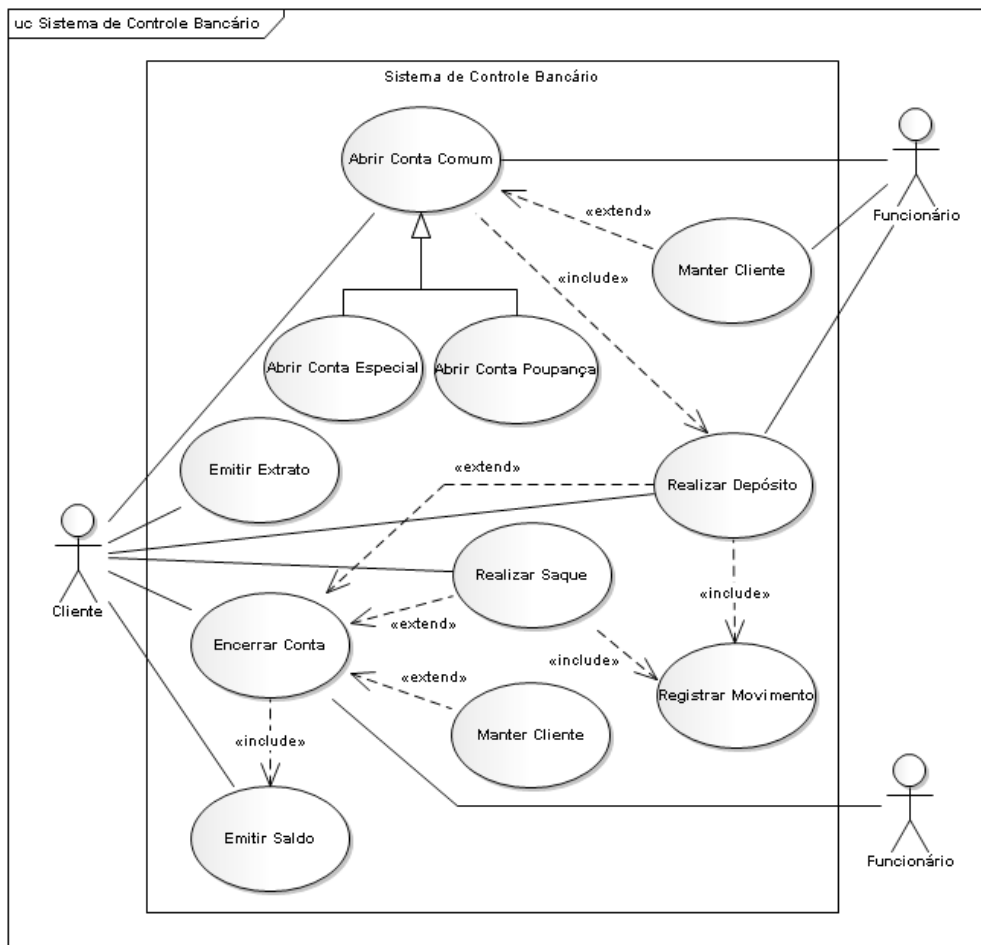 uc Sistema de Controle Bancário
Sistema de Controle Bancário
Abrir Conta Comum
Funcionário
«extend»
Manter Cliente
«include»
Abrir Conta Especial
Abrir Conta Poupança
Emitir Extrato
«extend»
Realizar Depósito
Cliente
Realizar Saque
«extend»
«include»
Encerrar Conta
«include»
«extend»
Registrar Movimento
Manter Cliente
«include»
Emitir Saldo
Funcionário